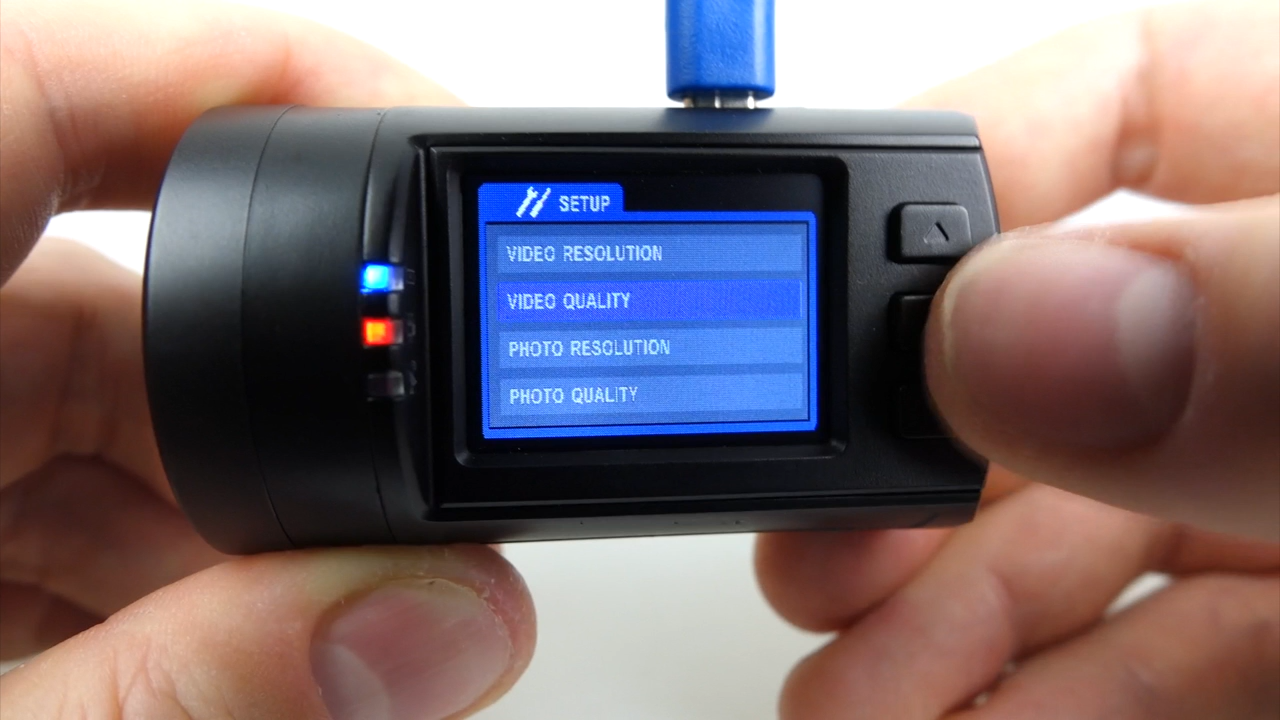 SETUP
VIDEO RESOLUTION
VIDEO QUALITY
PHOTO RESOLUTION
PHOTO QUALITY